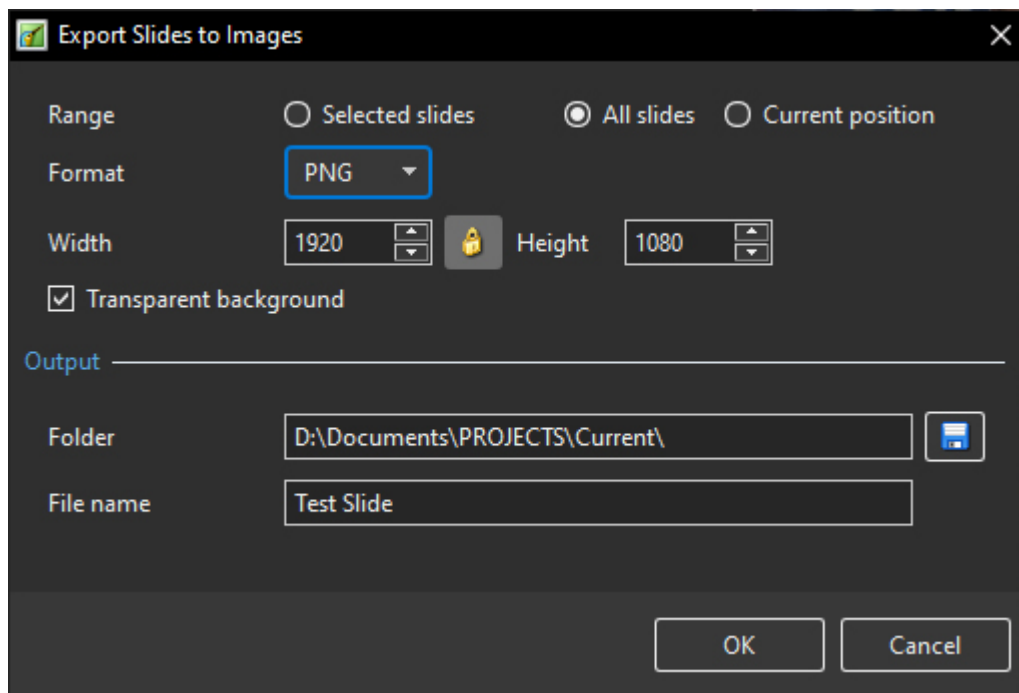 Export Slides to Images
Range Selected slides All slides Current position
Format PNG
Width 1920 Height 1080
Transparent background
Output
Folder D:\Documents\PROJECTS\Current\
File name Test Slide
OK Cancel